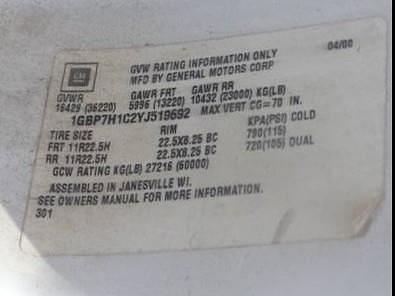 GVW RATING INFORMATION ONLY 04/00
MFD BY GENERAL MOTORS CORP
GM
GVWR GAWR FRT GAWR RR
16429 (36220) 5996 (13220) 10432 (23000) KG(LB)
1GBP7H1C2YJ519692 MAX VERT CG=70 IN.
TIRE SIZE RIM KPA(PSI) COLD
FRT 11R22.5H 22.5X8.25 BC 790(115)
RR 11R22.5H 22.5X8.25 BC 720(105) DUAL
GCW RATING KG(LB) 27216 (60000)
ASSEMBLED IN JANESVILLE WI.
SEE OWNERS MANUAL FOR MORE INFORMATION.
301